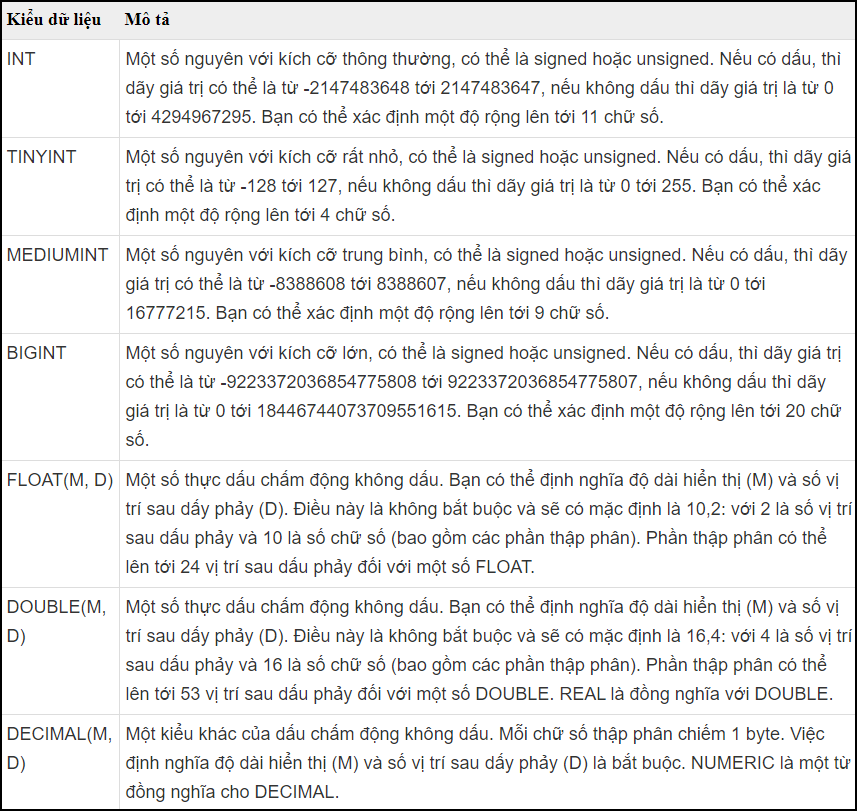 Kiểu dữ liệu Mô tả
INT Một số nguyên với kích cỡ thông thường, có thể là signed hoặc unsigned. Nếu có dấu, thì
dãy giá trị có thể là từ -2147483648 tới 2147483647, nếu không dấu thì dãy giá trị là từ 0
tới 4294967295. Bạn có thể xác định một độ rộng lên tới 11 chữ số.
TINYINT Một số nguyên với kích cỡ rất nhỏ, có thể là signed hoặc unsigned. Nếu có dấu, thì dãy giá
trị có thể là từ -128 tới 127, nếu không dấu thì dãy giá trị là từ 0 tới 255. Bạn có thể xác
định một độ rộng lên tới 4 chữ số.
MEDIUMINT Một số nguyên với kích cỡ trung bình, có thể là signed hoặc unsigned. Nếu có dấu, thì dãy
giá trị có thể là từ -8388608 tới 8388607, nếu không dấu thì dãy giá trị là từ 0 tới
16777215. Bạn có thể xác định một độ rộng lên tới 9 chữ số.
BIGINT Một số nguyên với kích cỡ lớn, có thể là signed hoặc unsigned. Nếu có dấu, thì dãy giá trị
có thể là từ -9223372036854775808 tới 9223372036854775807, nếu không dấu thì dãy
giá trị là từ 0 tới 18446744073709551615. Bạn có thể xác định một độ rộng lên tới 20 chữ
số.
FLOAT(M, D) Một số thực dấu chấm động không dấu. Bạn có thể định nghĩa độ dài hiển thị (M) và số vị
trí sau dấy phảy (D). Điều này là không bắt buộc và sẽ có mặc định là 10,2: với 2 là số vị trí
sau dấu phảy và 10 là số chữ số (bao gồm các phần thập phân). Phần thập phân có thể
lên tới 24 vị trí sau dấu phảy đối với một số FLOAT.
DOUBLE(M, Một số thực dấu chấm động không dấu. Bạn có thể định nghĩa độ dài hiển thị (M) và số vị
D) trí sau dấy phảy (D). Điều này là không bắt buộc và sẽ có mặc định là 16,4: với 4 là số vị trí
sau dấu phảy và 16 là số chữ số (bao gồm các phần thập phân). Phần thập phân có thể
lên tới 53 vị trí sau dấu phảy đối với một số DOUBLE. REAL là đồng nghĩa với DOUBLE.
DECIMAL(M, Một kiểu khác của dấu chấm động không dấu. Mỗi chữ số thập phân chiếm 1 byte. Việc
D) định nghĩa độ dài hiển thị (M) và số vị trí sau dấy phảy (D) là bắt buộc. NUMERIC là một từ
đồng nghĩa cho DECIMAL.